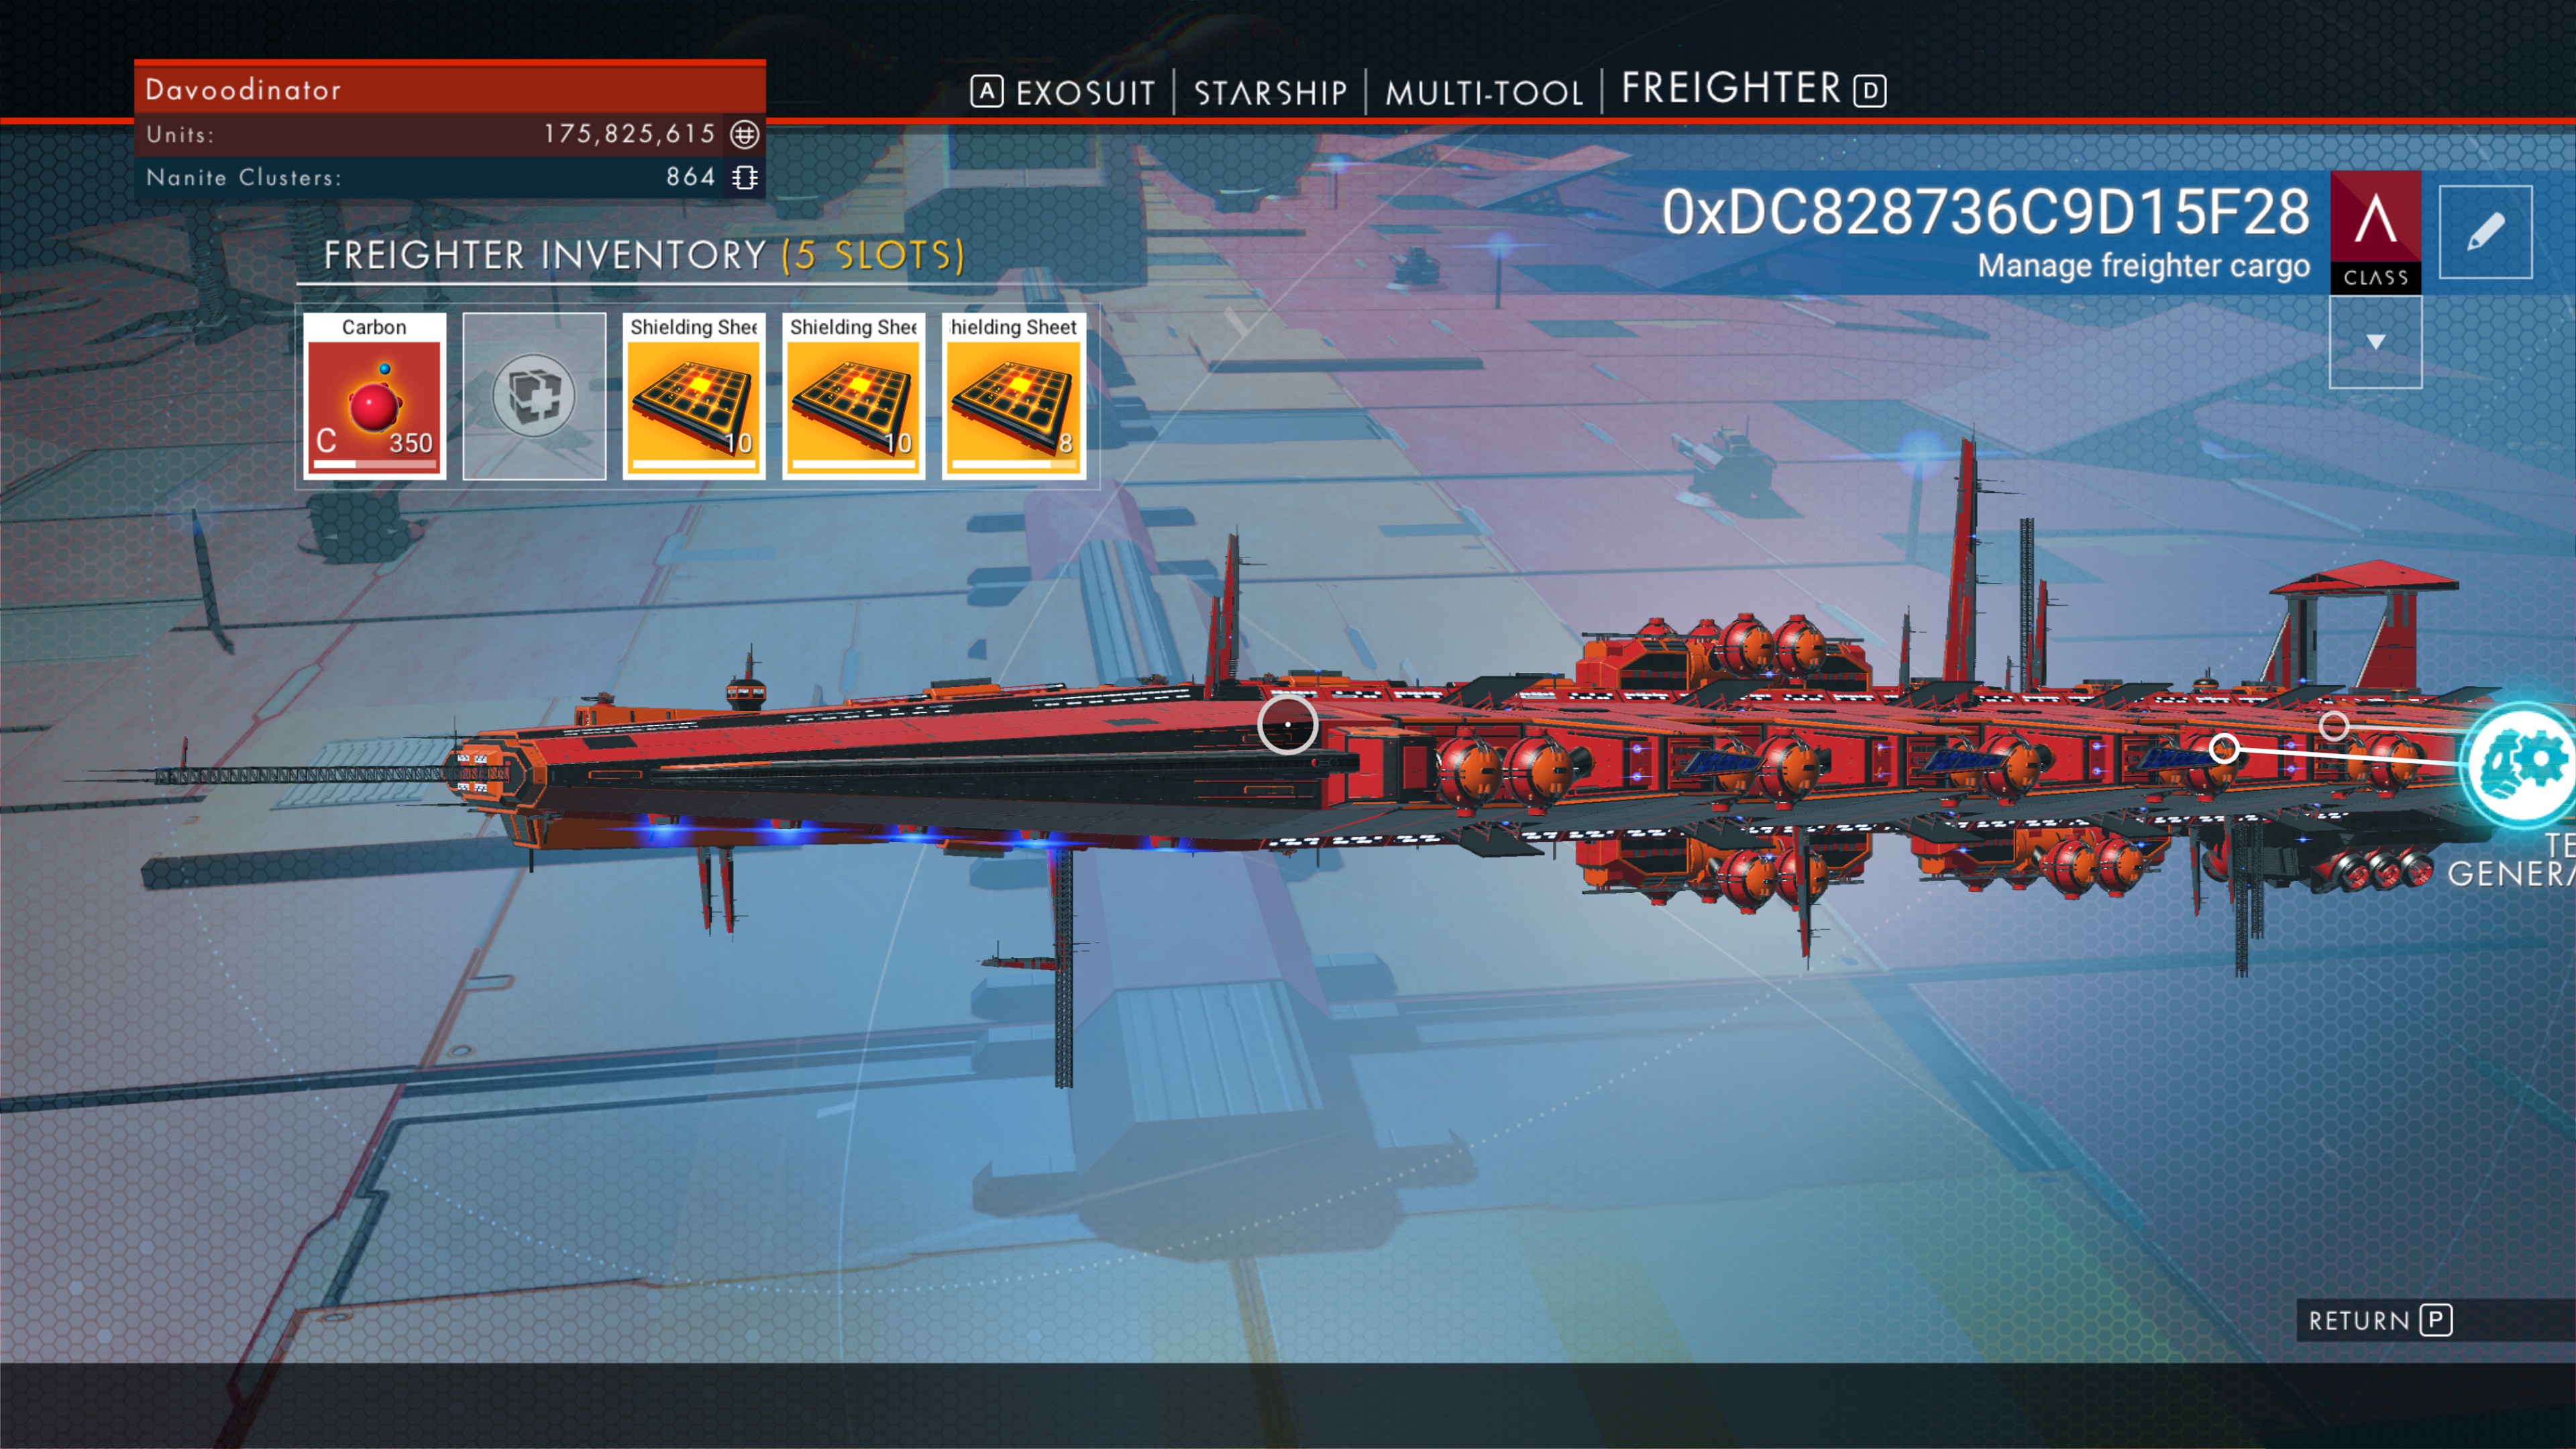 Davoodinator
Units: 175,825,615
Nanite Clusters: 864
A EXOSUIT STARSHIP MULTI-TOOL FREIGHTER D
0xDC828736C9D15F28
Manage freighter cargo
A
CLASS
FREIGHTER INVENTORY (5 SLOTS)
Carbon
C 350
Shielding Shee
10
Shielding Shee
10
hielding Sheet
8
TE
GENERA
RETURN P